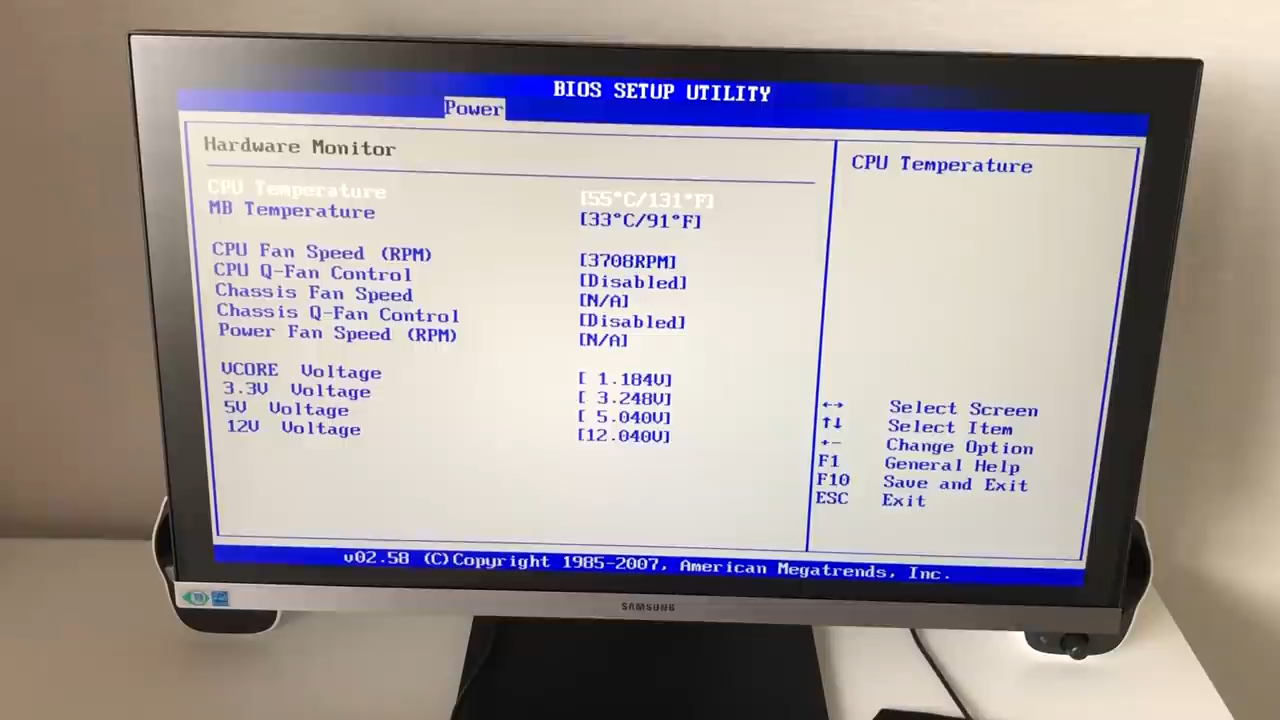 BIOS SETUP UTILITY
Power
Hardware Monitor
CPU Temperature [55°C/131°F]
MB Temperature [33°C/91°F]
CPU Fan Speed (RPM) [3708RPM]
CPU Q-Fan Control [Disabled]
Chassis Fan Speed [N/A]
Chassis Q-Fan Control [Disabled]
Power Fan Speed (RPM) [N/A]
VCORE Voltage [ 1.184V]
3.3V Voltage [ 3.248V]
5V Voltage [ 5.040V]
12V Voltage [12.040V]
CPU Temperature
↔ Select Screen
↑↓ Select Item
+- Change Option
F1 General Help
F10 Save and Exit
ESC Exit
v02.58 (C)Copyright 1985-2007, American Megatrends, Inc.
SAMSUNG